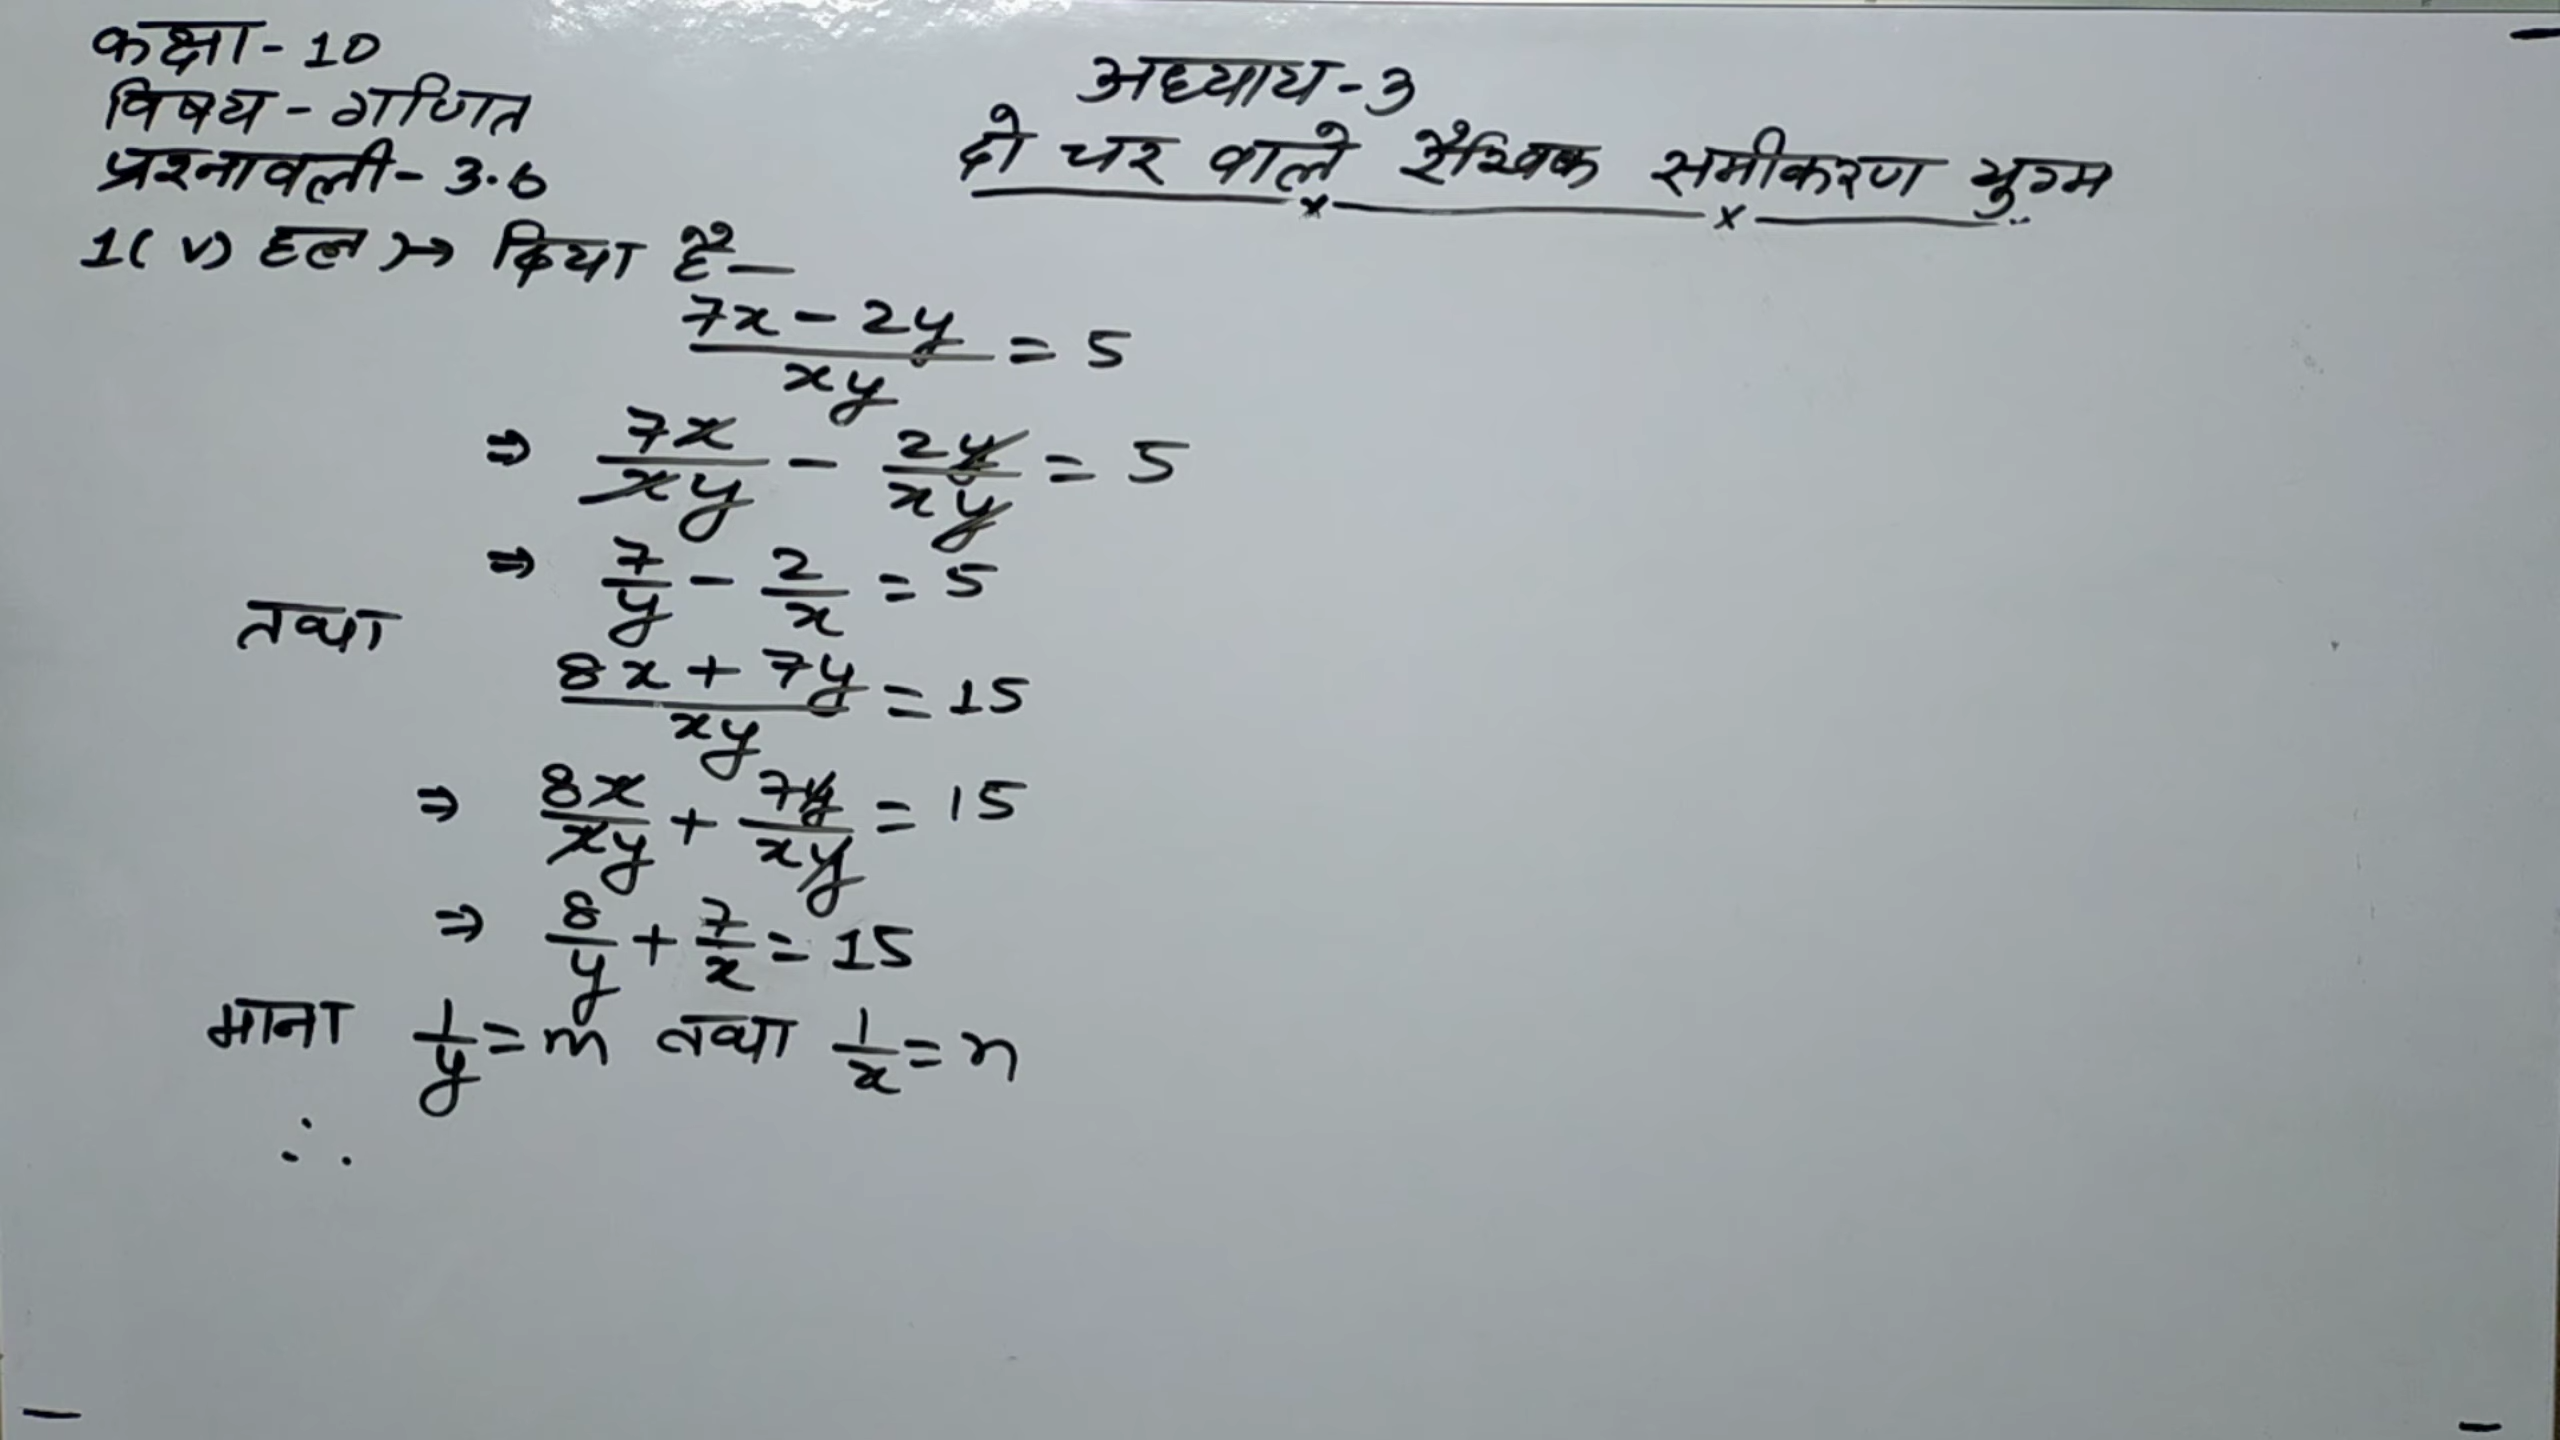 कक्षा - 10
विषय - गणित
प्रश्नावली - 3.6
अध्याय - 3
दो चर वाले रैखिक समीकरण युग्म
1(v) हल :→ दिया है —
(7x - 2y)/(xy) = 5
⇒ 7x/xy - 2y/xy = 5
⇒ 7/y - 2/x = 5
तथा
(8x + 7y)/(xy) = 15
⇒ 8x/xy + 7y/xy = 15
⇒ 8/y + 7/x = 15
माना 1/y = m तथा 1/x = n
∴